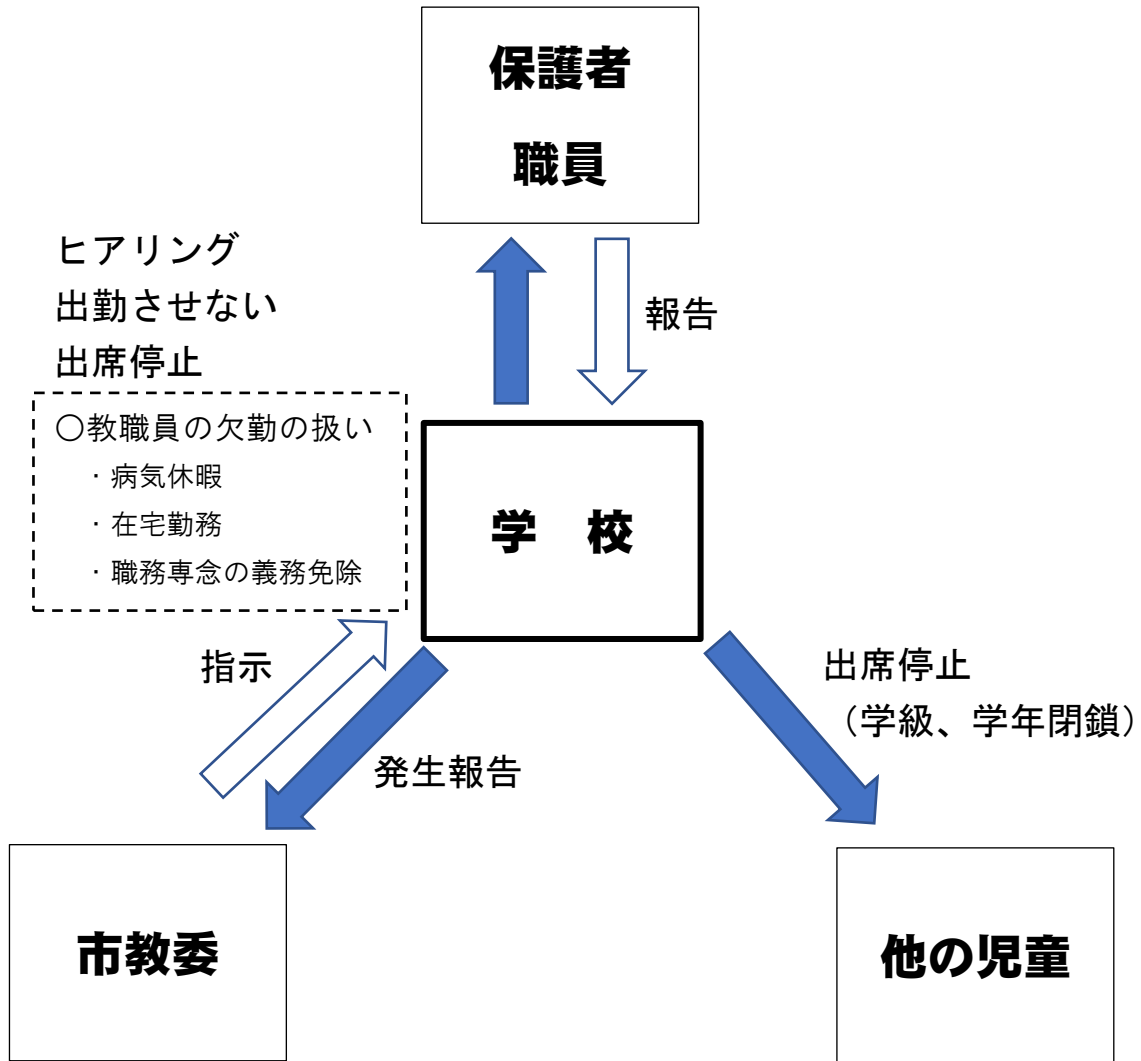 保護者
職員
ヒアリング
出勤させない
出席停止
報告
〇教職員の欠勤の扱い
・病気休暇
・在宅勤務
・職務専念の義務免除
学　校
指示
発生報告
出席停止
（学級、学年閉鎖）
市教委
他の児童